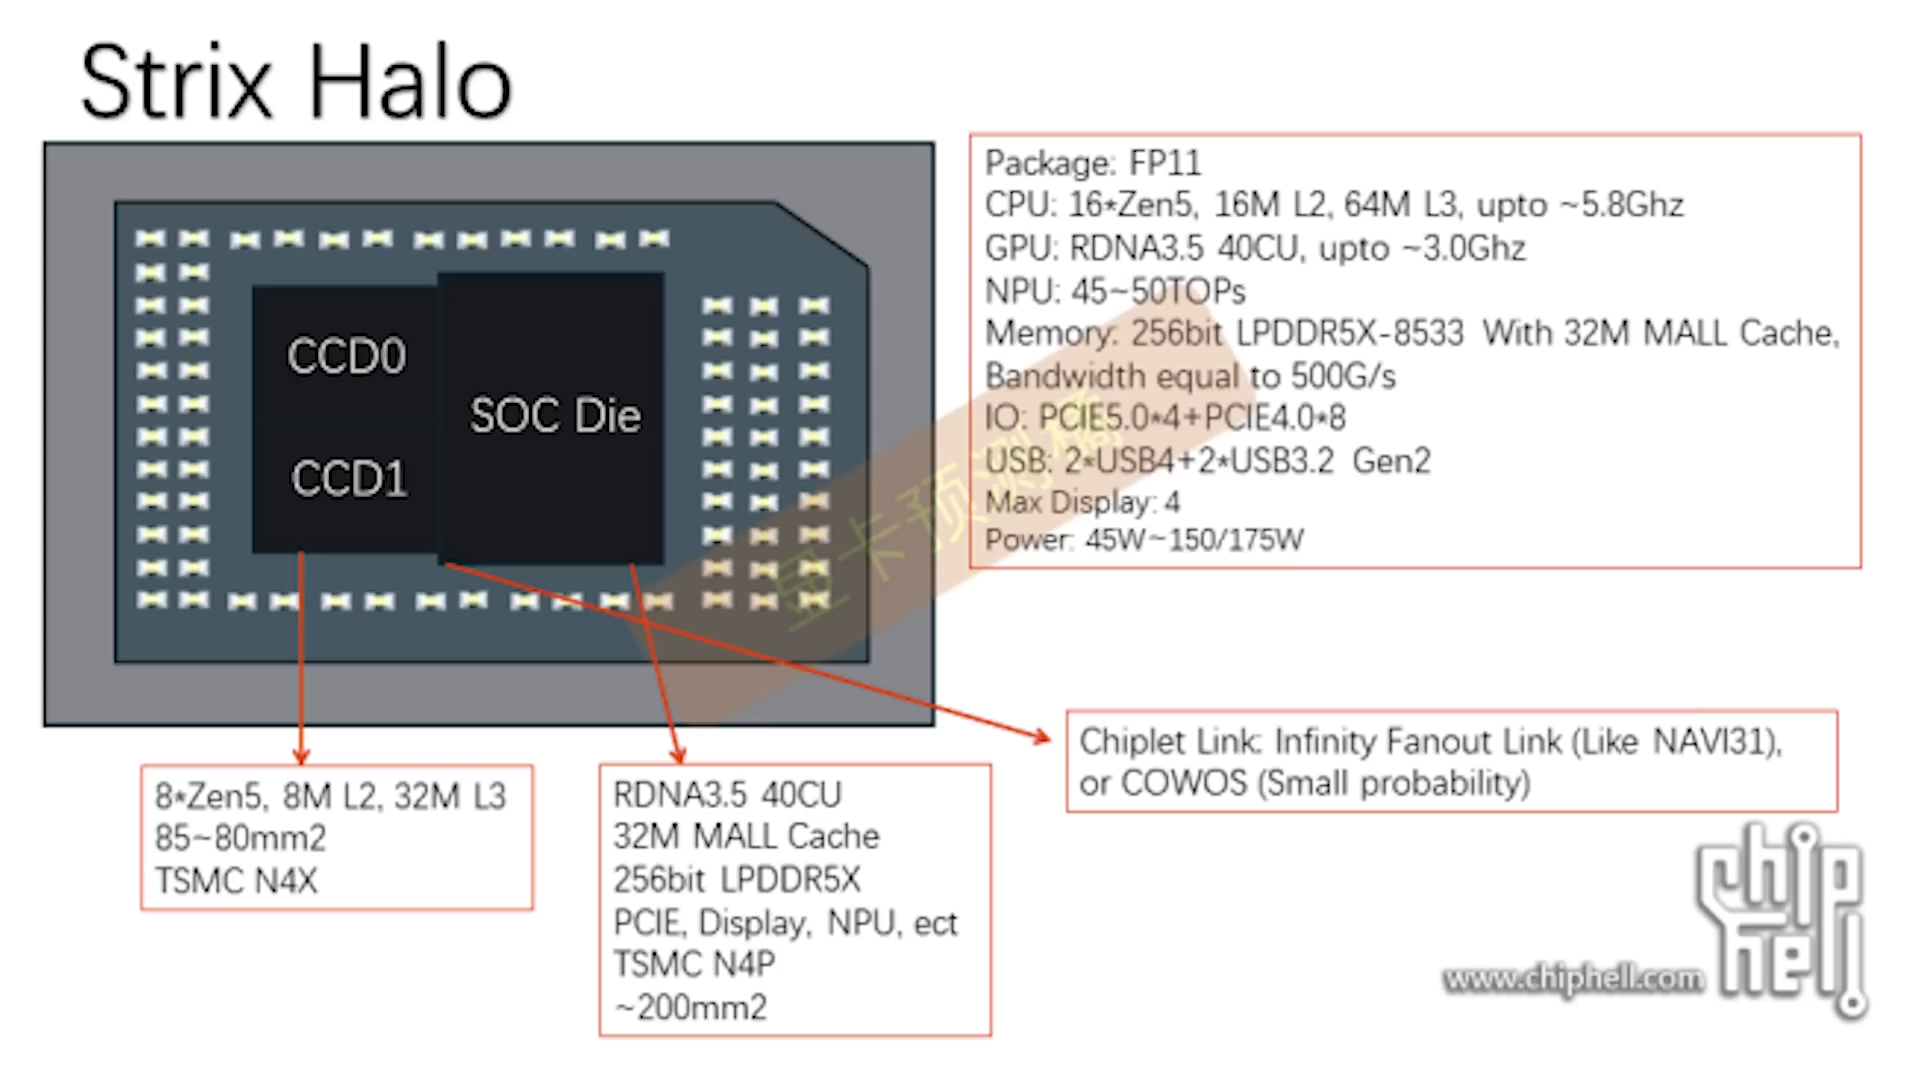 Strix Halo
CCD0
CCD1
SOC Die
Package: FP11
CPU: 16*Zen5, 16M L2, 64M L3, upto ~5.8Ghz
GPU: RDNA3.5 40CU, upto ~3.0Ghz
NPU: 45~50TOPs
Memory: 256bit LPDDR5X-8533 With 32M MALL Cache,
Bandwidth equal to 500G/s
IO: PCIE5.0*4+PCIE4.0*8
USB: 2*USB4+2*USB3.2 Gen2
Max Display: 4
Power: 45W~150/175W
显卡预测橘
8*Zen5, 8M L2, 32M L3
85~80mm2
TSMC N4X
RDNA3.5 40CU
32M MALL Cache
256bit LPDDR5X
PCIE, Display, NPU, ect
TSMC N4P
~200mm2
Chiplet Link: Infinity Fanout Link (Like NAVI31),
or COWOS (Small probability)
www.chiphell.com
chip
hell